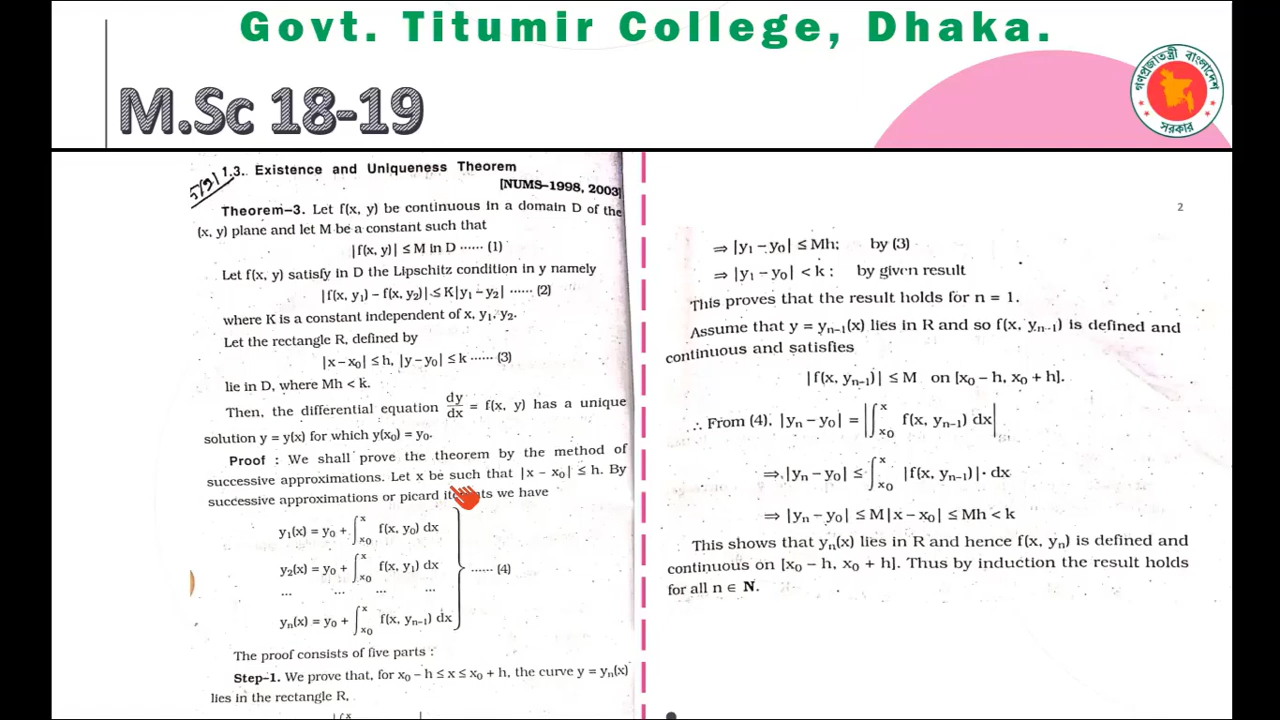 Govt. Titumir College, Dhaka.
M.Sc 18-19
গণপ্রজাতন্ত্রী বাংলাদেশ
সরকার
1.3. Existence and Uniqueness Theorem
[NUMS–1998, 2003]
Theorem–3. Let f(x, y) be continuous in a domain D of the
(x, y) plane and let M be a constant such that
|f(x, y)| ≤ M in D ...... (1)
Let f(x, y) satisfy in D the Lipschitz condition in y namely
|f(x, y₁) – f(x, y₂)| ≤ K|y₁ – y₂| ...... (2)
where K is a constant independent of x, y₁, y₂.
Let the rectangle R, defined by
|x – x₀| ≤ h, |y – y₀| ≤ k ...... (3)
lie in D, where Mh < k.
Then, the differential equation dy/dx = f(x, y) has a unique
solution y = y(x) for which y(x₀) = y₀.
Proof : We shall prove the theorem by the method of
successive approximations. Let x be such that |x – x₀| ≤ h. By
successive approximations or picard we have
y₁(x) = y₀ + ∫ₓ₀ˣ f(x, y₀) dx
y₂(x) = y₀ + ∫ₓ₀ˣ f(x, y₁) dx ...... (4)
... ... ... ...
yₙ(x) = y₀ + ∫ₓ₀ˣ f(x, yₙ₋₁) dx
The proof consists of five parts :
Step–1. We prove that, for x₀ – h ≤ x ≤ x₀ + h, the curve y = yₙ(x)
lies in the rectangle R,
2
⇒ |y₁ – y₀| ≤ Mh; by (3)
⇒ |y₁ – y₀| < k : by given result
This proves that the result holds for n = 1.
Assume that y = yₙ₋₁(x) lies in R and so f(x, yₙ₋₁) is defined and
continuous and satisfies
|f(x, yₙ₋₁)| ≤ M on [x₀ – h, x₀ + h].
∴ From (4), |yₙ – y₀| = |∫ₓ₀ˣ f(x, yₙ₋₁) dx|
⇒ |yₙ – y₀| ≤ ∫ₓ₀ˣ |f(x, yₙ₋₁)| · dx
⇒ |yₙ – y₀| ≤ M|x – x₀| ≤ Mh < k
This shows that yₙ(x) lies in R and hence f(x, yₙ) is defined and
continuous on [x₀ – h, x₀ + h]. Thus by induction the result holds
for all n ∈ N.